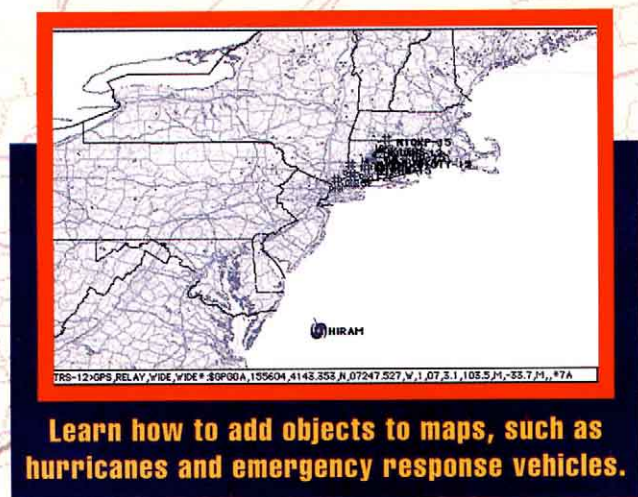 HIRAM
TRS-12>GPS,RELAY,WIDE,WIDE*:$GPGGA,155604,4143.353,N,07247.527,W,1,07,3.1,103.5,M,-33.7,M,,*7A
Learn how to add objects to maps, such as
hurricanes and emergency response vehicles.